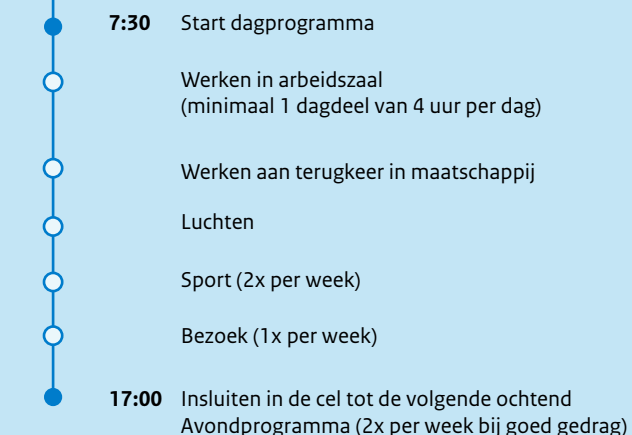 7:30 Start dagprogramma
Werken in arbeidszaal
(minimaal 1 dagdeel van 4 uur per dag)
Werken aan terugkeer in maatschappij
Luchten
Sport (2x per week)
Bezoek (1x per week)
17:00 Insluiten in de cel tot de volgende ochtend
Avondprogramma (2x per week bij goed gedrag)